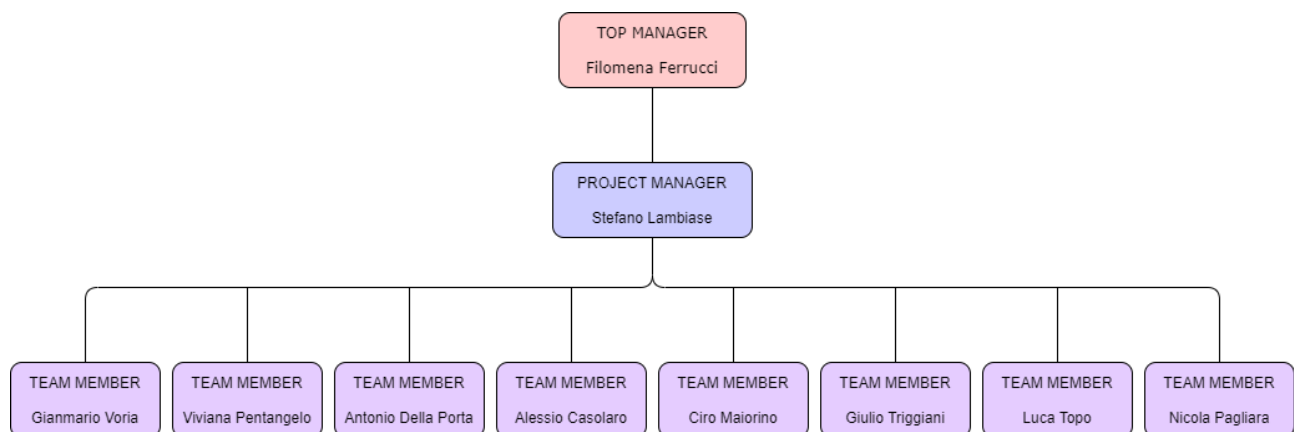 TOP MANAGER
Filomena Ferrucci
PROJECT MANAGER
Stefano Lambiase
TEAM MEMBER
Gianmario Voria
TEAM MEMBER
Viviana Pentangelo
TEAM MEMBER
Antonio Della Porta
TEAM MEMBER
Alessio Casolaro
TEAM MEMBER
Ciro Maiorino
TEAM MEMBER
Giulio Triggiani
TEAM MEMBER
Luca Topo
TEAM MEMBER
Nicola Pagliara